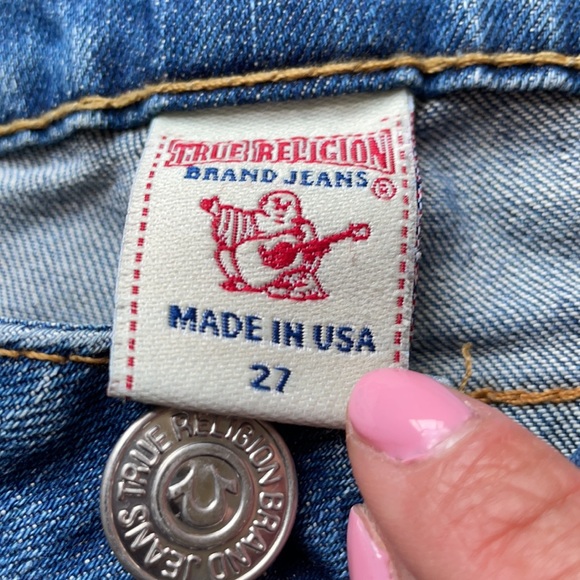 TRUE RELIGION
BRAND JEANS®
MADE IN USA
27
TRUE RELIGION BRAND JEANS